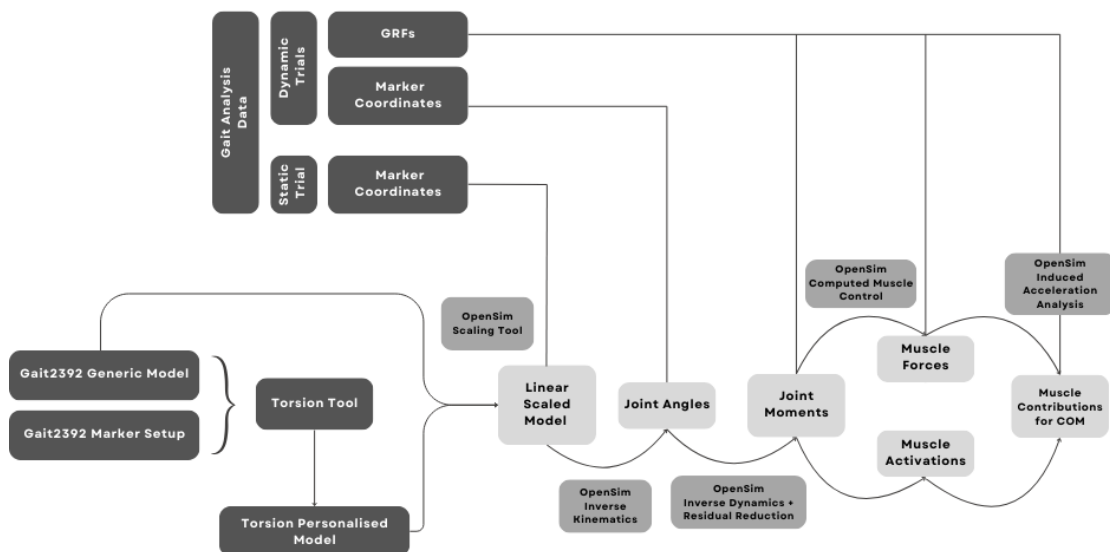 Gait Analysis
Data
Dynamic
Trials
GRFs
Marker
Coordinates
Static
Trial
Marker
Coordinates
OpenSim
Computed Muscle
Control
OpenSim
Induced
Acceleration
Analysis
OpenSim
Scaling Tool
Gait2392 Generic Model
Gait2392 Marker Setup
Torsion Tool
Torsion Personalised
Model
Linear
Scaled
Model
Joint Angles
Joint
Moments
Muscle
Forces
Muscle
Activations
Muscle
Contributions
for COM
OpenSim
Inverse
Kinematics
OpenSim
Inverse Dynamics +
Residual Reduction